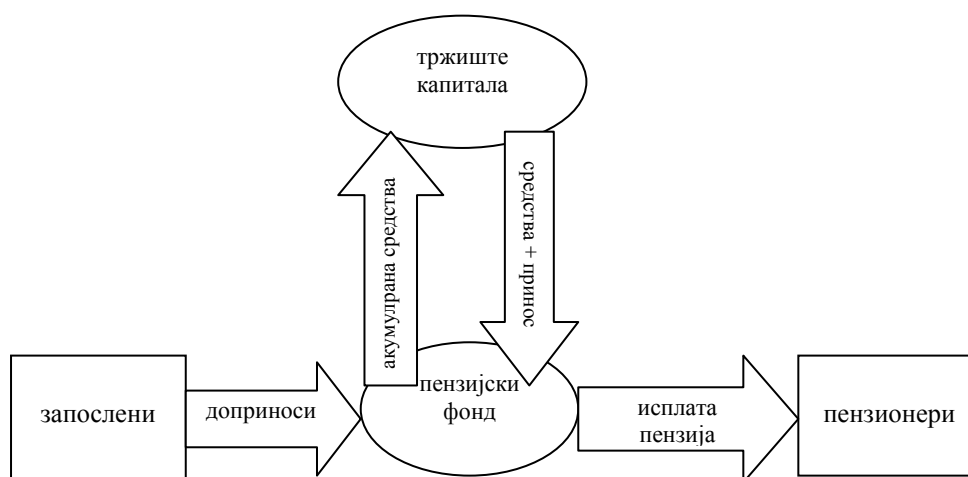 тржиште
капитала
акумулрана средства
средства + принос
запослени
доприноси
пензијски
фонд
исплата
пензија
пензионери